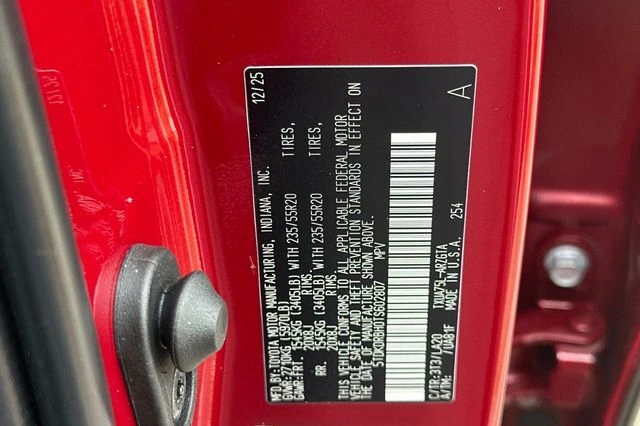 MFD.BY:TOYOTA MOTOR MANUFACTURING, INDIANA, INC. 12/25
GVWR:2710KG (5970LB)
GAWR:FRT. 1545KG (3405LB) WITH 235/55R20 TIRES,
20X8J RIMS,
RR. 1545KG (3405LB) WITH 235/55R20 TIRES,
20X8J RIMS.
THIS VEHICLE CONFORMS TO ALL APPLICABLE FEDERAL MOTOR
VEHICLE SAFETY AND THEFT PREVENTION STANDARDS IN EFFECT ON
THE DATE OF MANUFACTURE SHOWN ABOVE.
MPV
C/TR:3T3/LA20 TXUA75L-ARZGTA A
A/TM: /UA81F MADE IN U.S.A. 254